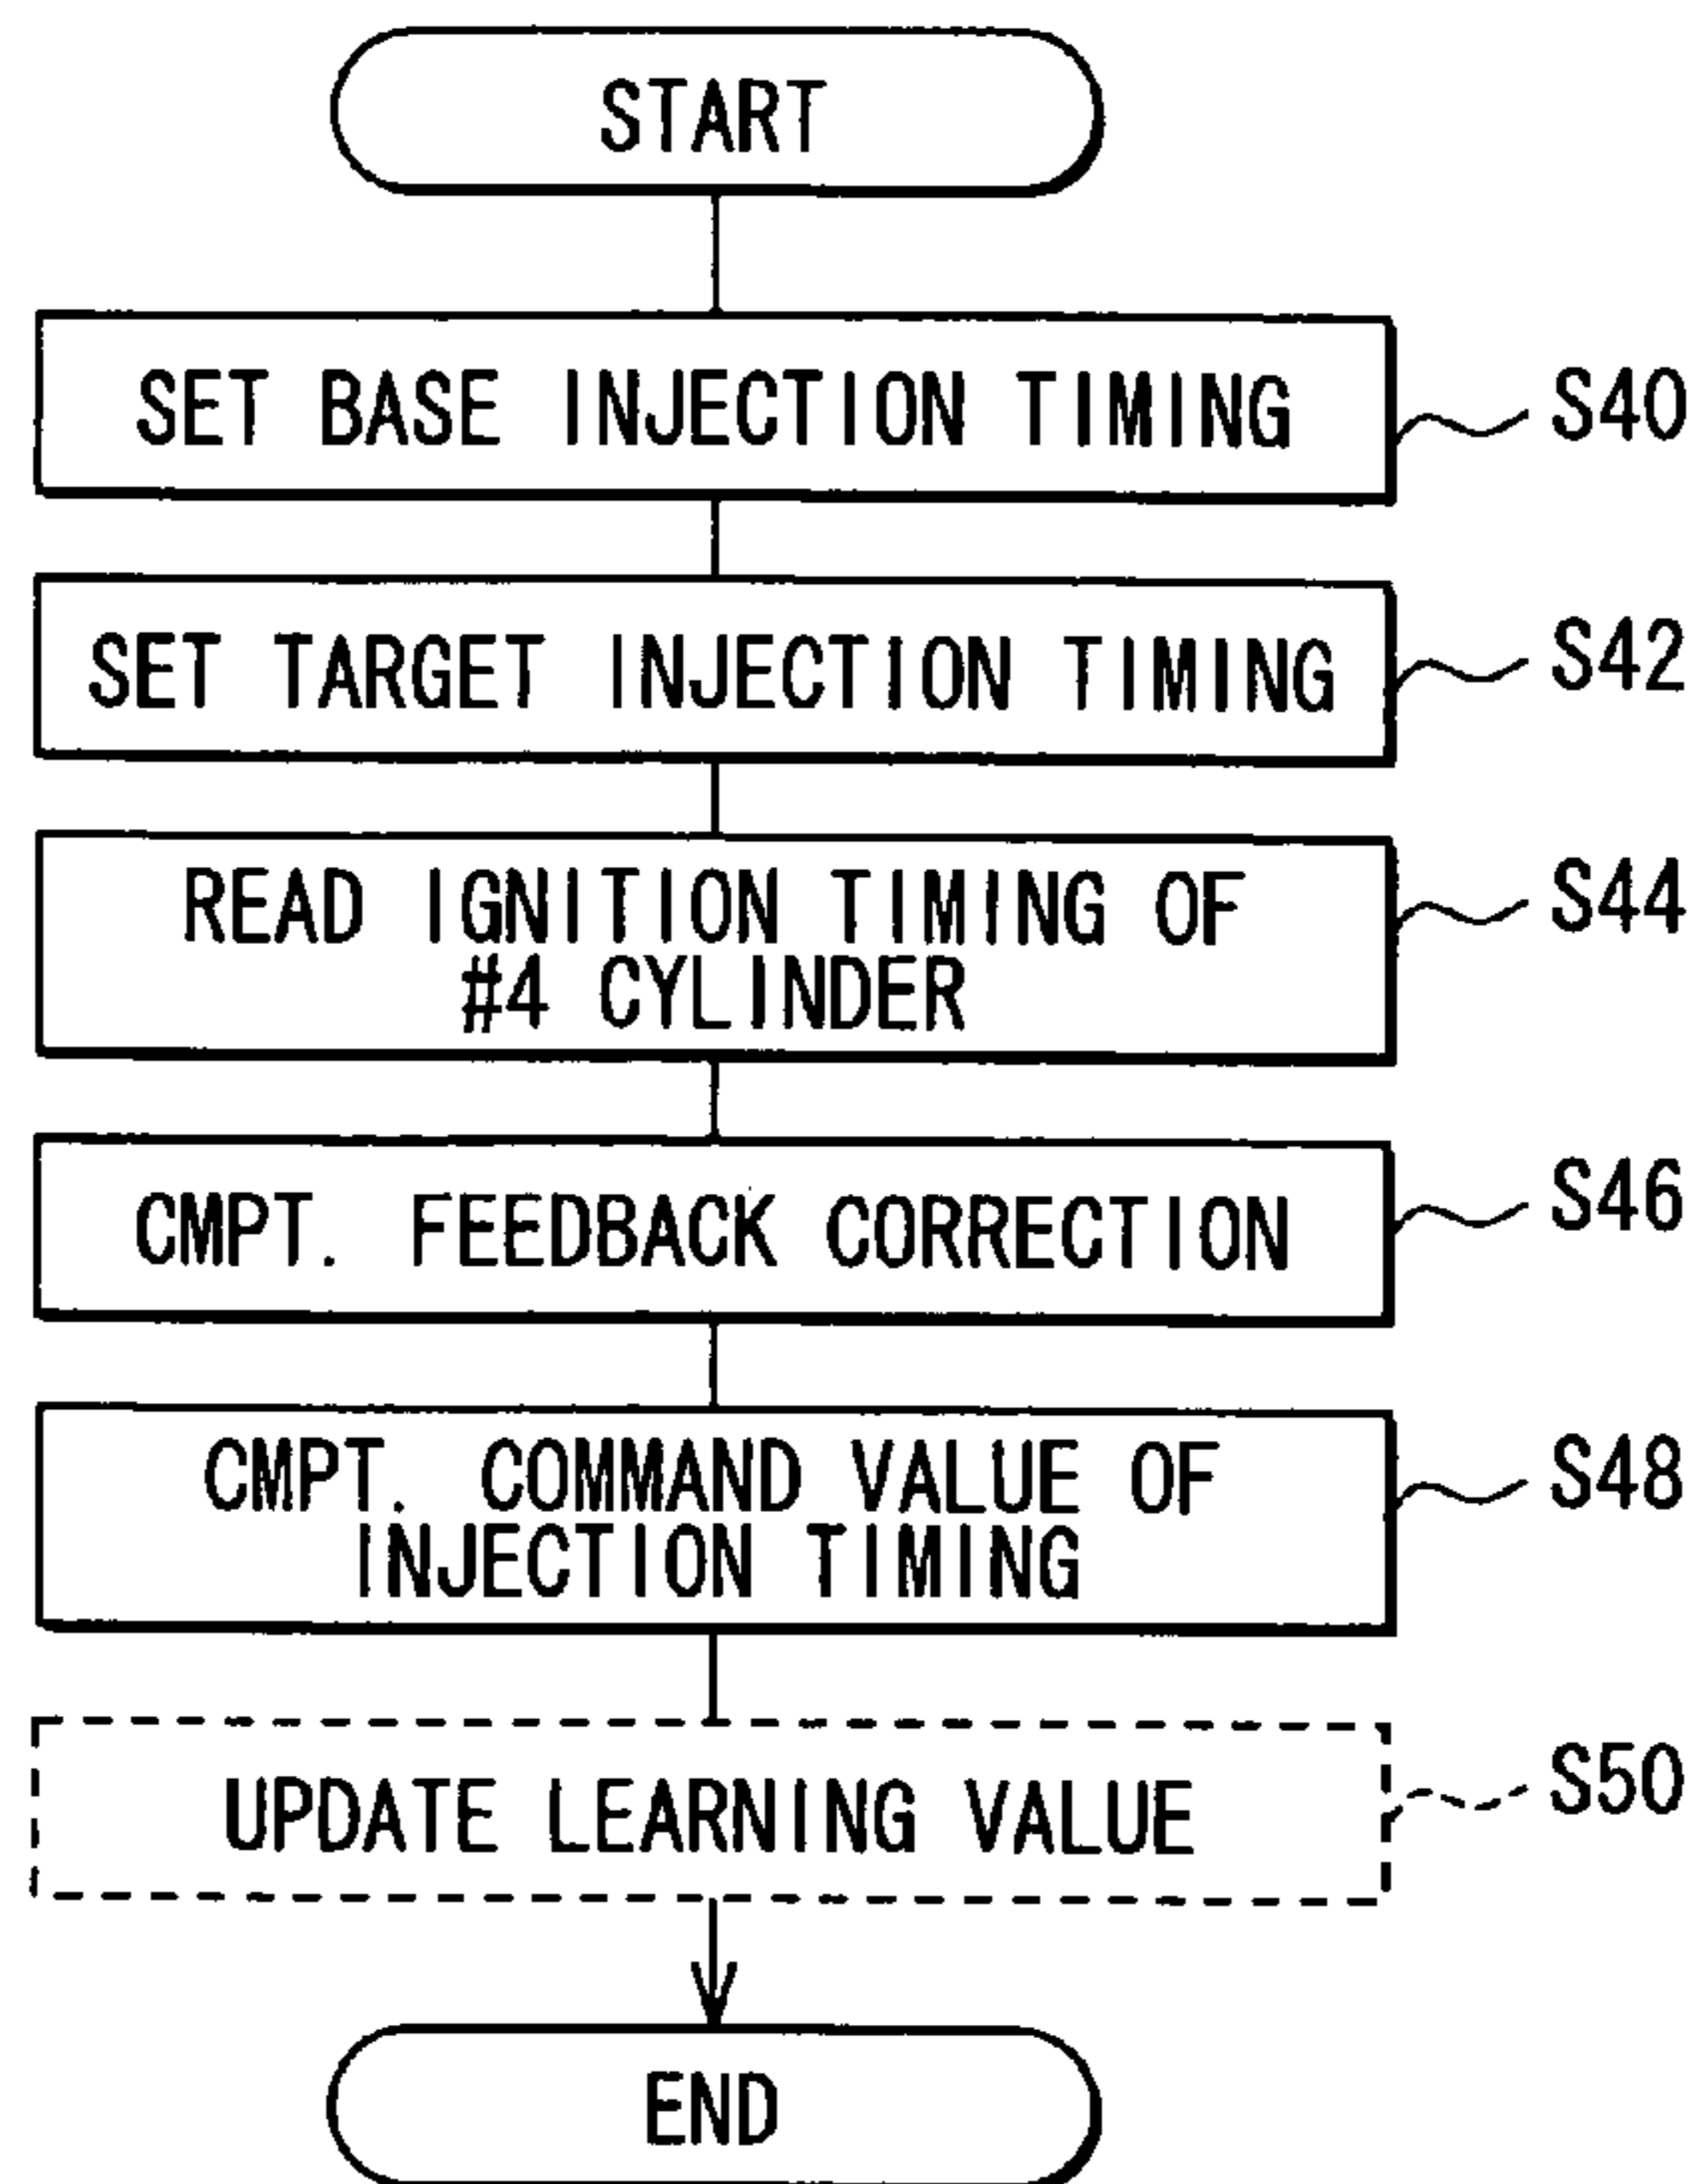 START
SET BASE INJECTION TIMING
S40
SET TARGET INJECTION TIMING
S42
READ IGNITION TIMING OF
#4 CYLINDER
S44
CMPT. FEEDBACK CORRECTION
S46
CMPT. COMMAND VALUE OF
INJECTION TIMING
S48
UPDATE LEARNING VALUE
S50
END